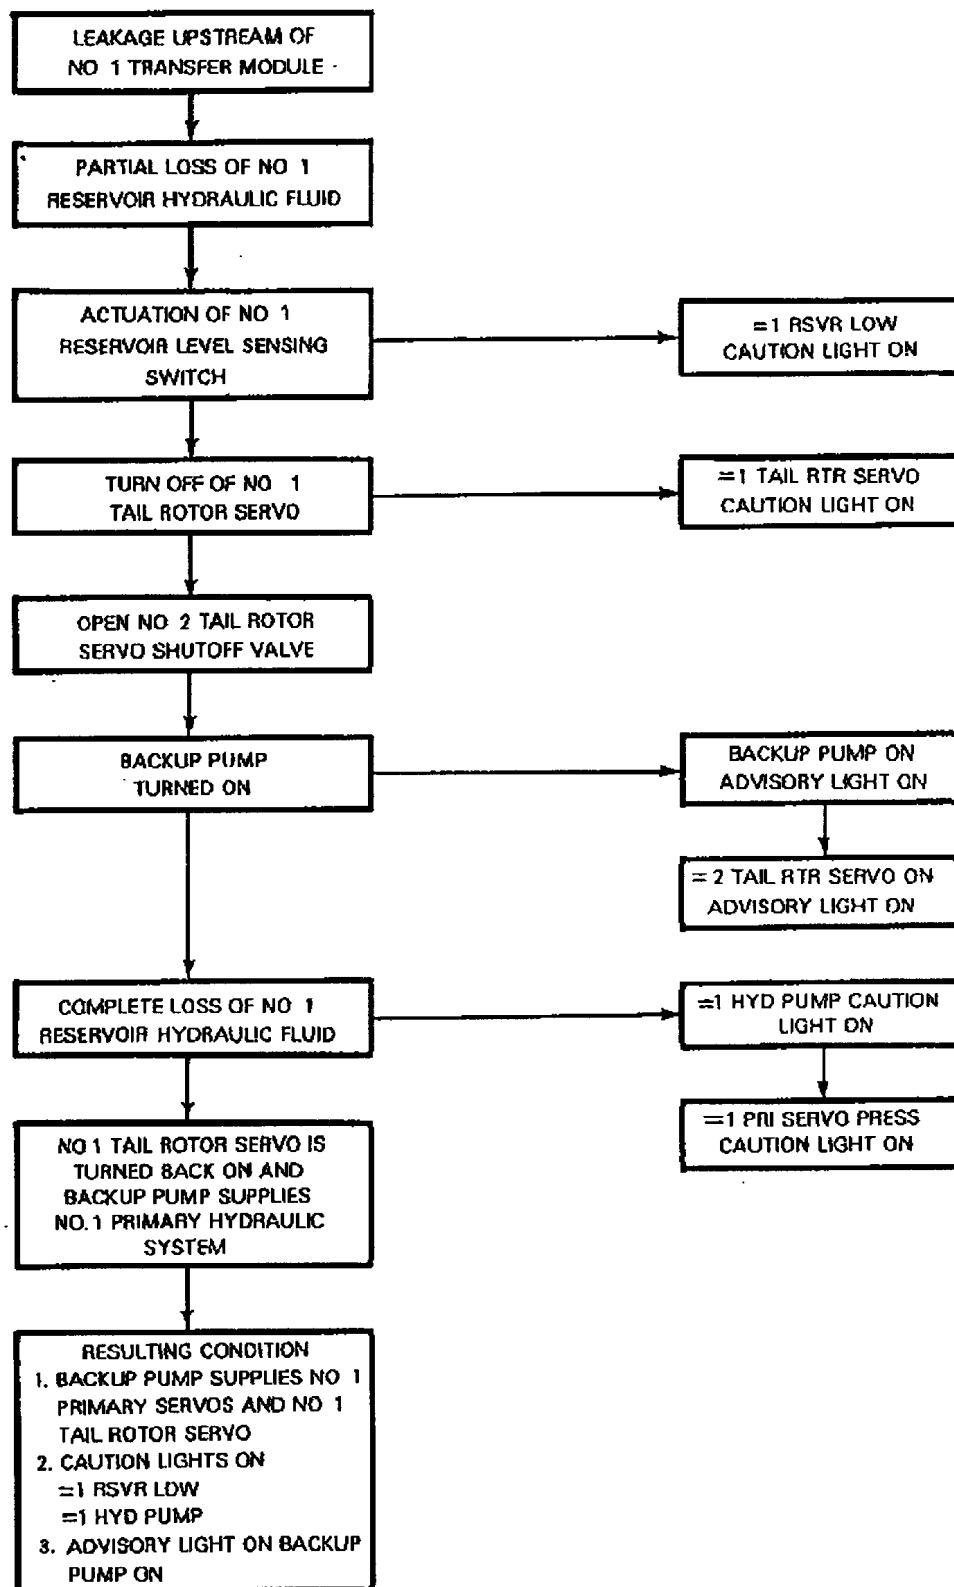 LEAKAGE UPSTREAM OF
NO 1 TRANSFER MODULE
PARTIAL LOSS OF NO 1
RESERVOIR HYDRAULIC FLUID
ACTUATION OF NO 1
RESERVOIR LEVEL SENSING
SWITCH
=1 RSVR LOW
CAUTION LIGHT ON
TURN OFF OF NO 1
TAIL ROTOR SERVO
=1 TAIL RTR SERVO
CAUTION LIGHT ON
OPEN NO 2 TAIL ROTOR
SERVO SHUTOFF VALVE
BACKUP PUMP
TURNED ON
BACKUP PUMP ON
ADVISORY LIGHT ON
=2 TAIL RTR SERVO ON
ADVISORY LIGHT ON
COMPLETE LOSS OF NO 1
RESERVOIR HYDRAULIC FLUID
=1 HYD PUMP CAUTION
LIGHT ON
=1 PRI SERVO PRESS
CAUTION LIGHT ON
NO 1 TAIL ROTOR SERVO IS
TURNED BACK ON AND
BACKUP PUMP SUPPLIES
NO. 1 PRIMARY HYDRAULIC
SYSTEM
RESULTING CONDITION
1. BACKUP PUMP SUPPLIES NO 1
PRIMARY SERVOS AND NO 1
TAIL ROTOR SERVO
2. CAUTION LIGHTS ON
=1 RSVR LOW
=1 HYD PUMP
3. ADVISORY LIGHT ON BACKUP
PUMP ON